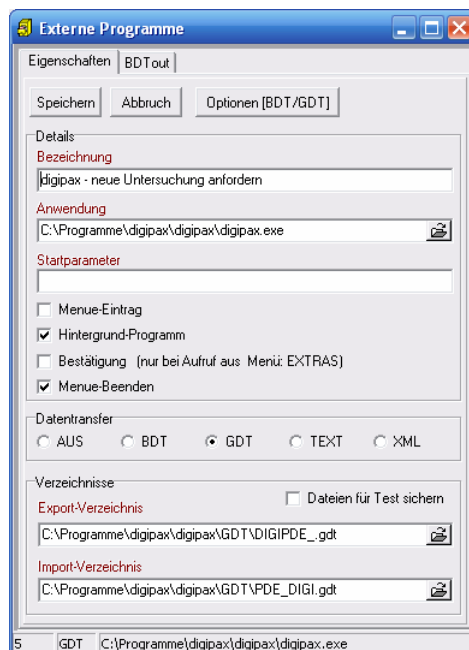 Externe Programme
Eigenschaften BDTout
Speichern Abbruch Optionen [BDT/GDT]
Details
Bezeichnung
digipax - neue Untersuchung anfordern
Anwendung
C:\Programme\digipax\digipax\digipax.exe
Startparameter
Menue-Eintrag
Hintergrund-Programm
Bestätigung (nur bei Aufruf aus Menü: EXTRAS)
Menue-Beenden
Datentransfer
AUS BDT GDT TEXT XML
Verzeichnisse
Dateien für Test sichern
Export-Verzeichnis
C:\Programme\digipax\digipax\GDT\DIGIPDE_.gdt
Import-Verzeichnis
C:\Programme\digipax\digipax\GDT\PDE_DIGI.gdt
5 GDT C:\Programme\digipax\digipax\digipax.exe